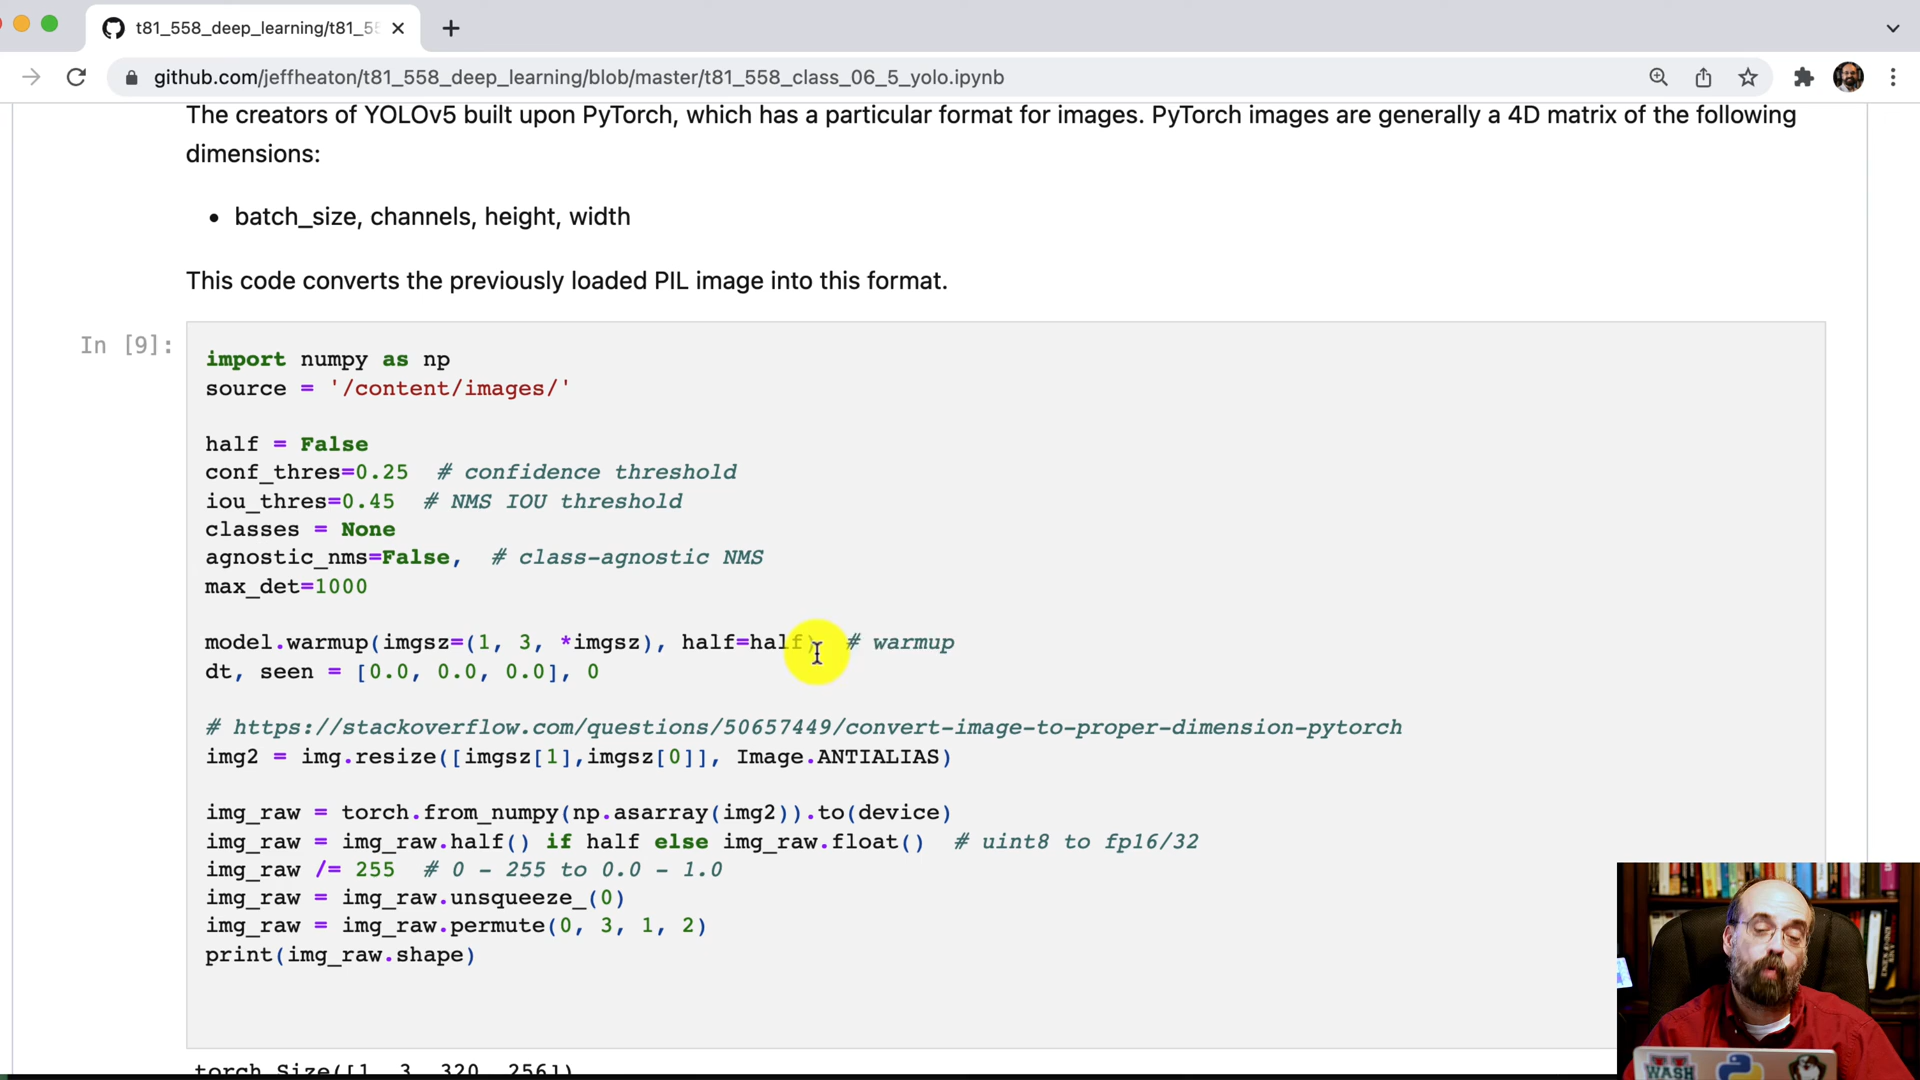 t81_558_deep_learning/t81_55
github.com/jeffheaton/t81_558_deep_learning/blob/master/t81_558_class_06_5_yolo.ipynb
The creators of YOLOv5 built upon PyTorch, which has a particular format for images. PyTorch images are generally a 4D matrix of the following
dimensions:
• batch_size, channels, height, width
This code converts the previously loaded PIL image into this format.
In [9]:
import numpy as np
source = '/content/images/'
half = False
conf_thres=0.25  # confidence threshold
iou_thres=0.45  # NMS IOU threshold
classes = None
agnostic_nms=False,  # class-agnostic NMS
max_det=1000
model.warmup(imgsz=(1, 3, *imgsz), half=half)  # warmup
dt, seen = [0.0, 0.0, 0.0], 0
# https://stackoverflow.com/questions/50657449/convert-image-to-proper-dimension-pytorch
img2 = img.resize([imgsz[1],imgsz[0]], Image.ANTIALIAS)
img_raw = torch.from_numpy(np.asarray(img2)).to(device)
img_raw = img_raw.half() if half else img_raw.float()  # uint8 to fp16/32
img_raw /= 255  # 0 - 255 to 0.0 - 1.0
img_raw = img_raw.unsqueeze_(0)
img_raw = img_raw.permute(0, 3, 1, 2)
print(img_raw.shape)
torch.Size([1, 3, 320, 256])
WASH